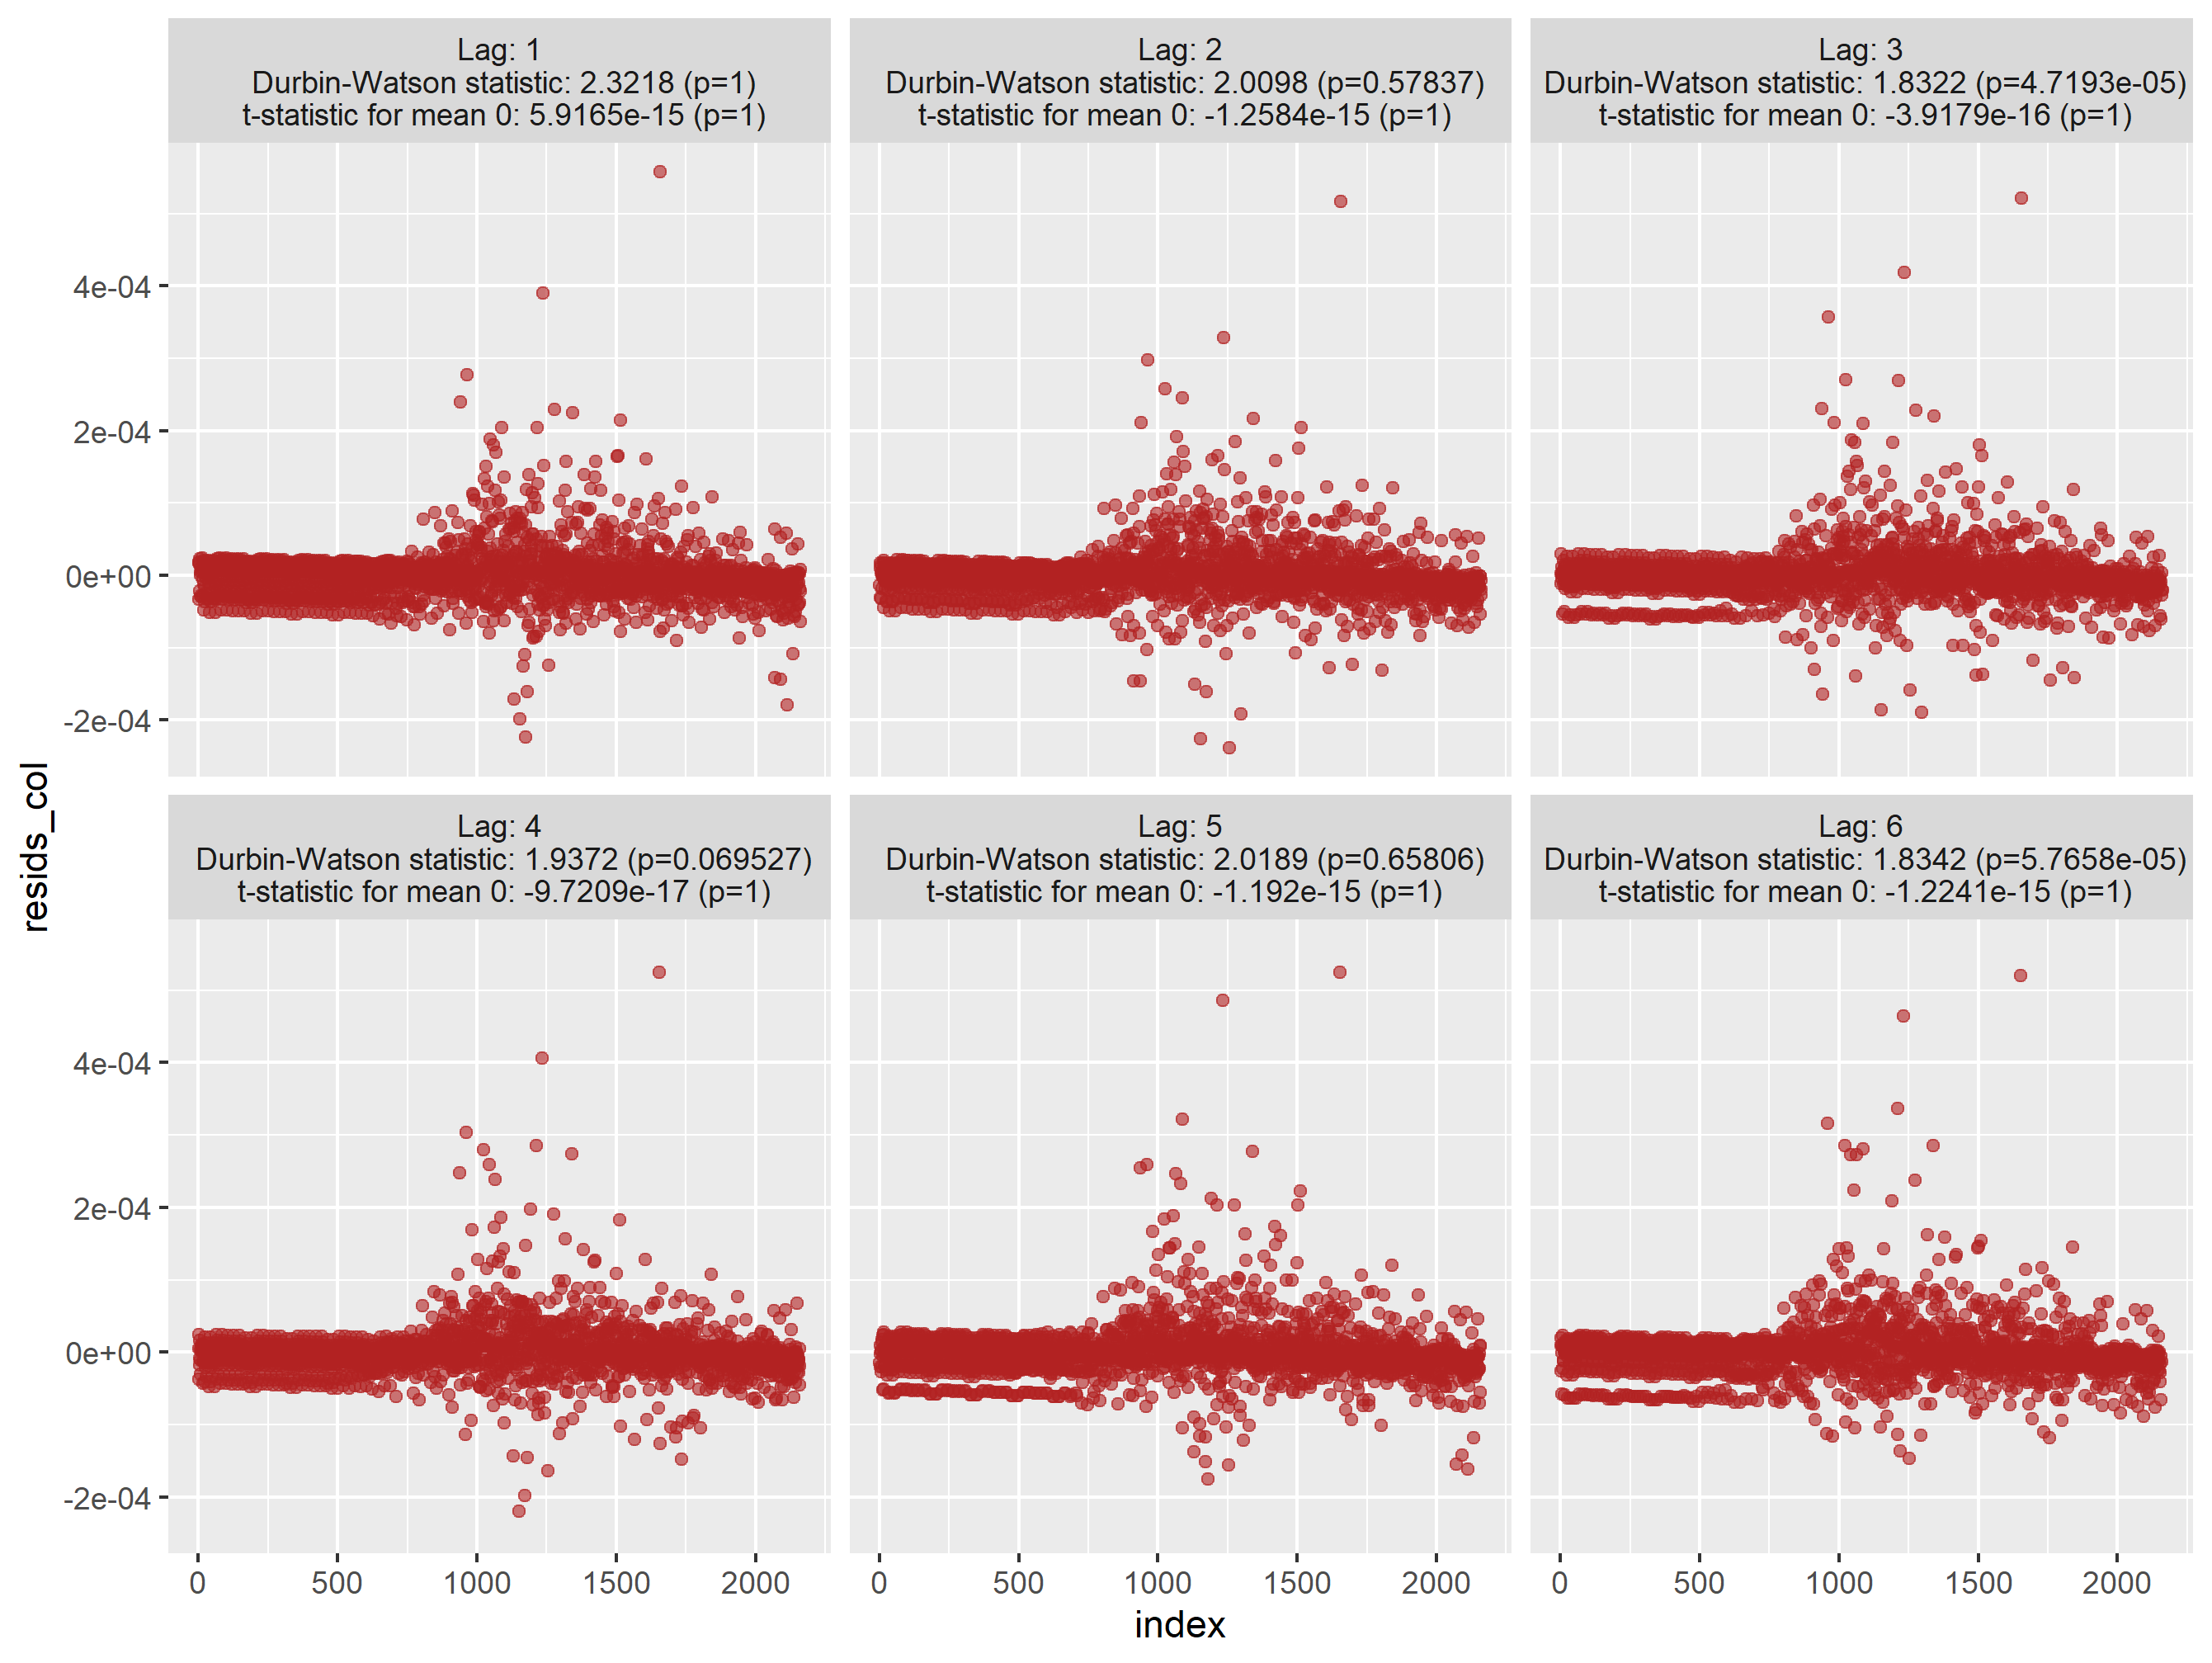 Lag: 1
Durbin-Watson statistic: 2.3218 (p=1)
t-statistic for mean 0: 5.9165e-15 (p=1)
Lag: 2
Durbin-Watson statistic: 2.0098 (p=0.57837)
t-statistic for mean 0: -1.2584e-15 (p=1)
Lag: 3
Durbin-Watson statistic: 1.8322 (p=4.7193e-05)
t-statistic for mean 0: -3.9179e-16 (p=1)
4e-04
2e-04
0e+00
-2e-04
resids_col
Lag: 4
Durbin-Watson statistic: 1.9372 (p=0.069527)
t-statistic for mean 0: -9.7209e-17 (p=1)
Lag: 5
Durbin-Watson statistic: 2.0189 (p=0.65806)
t-statistic for mean 0: -1.192e-15 (p=1)
Lag: 6
Durbin-Watson statistic: 1.8342 (p=5.7658e-05)
t-statistic for mean 0: -1.2241e-15 (p=1)
4e-04
2e-04
0e+00
-2e-04
0 500 1000 1500 2000
0 500 1000 1500 2000
0 500 1000 1500 2000
index